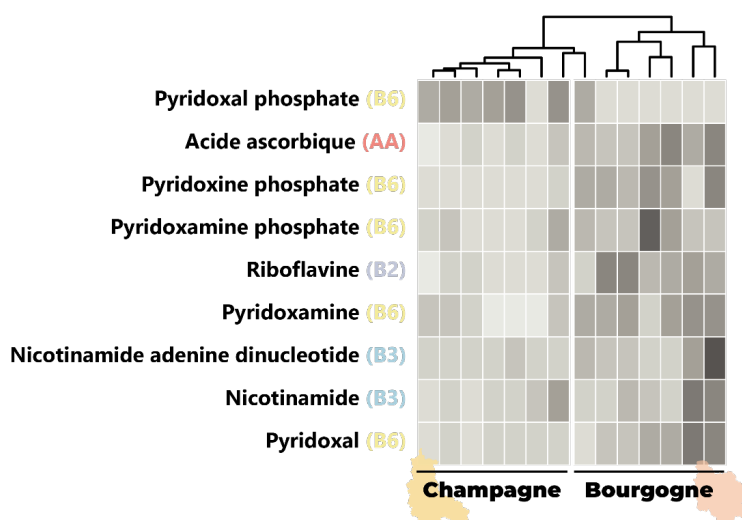 Pyridoxal phosphate (B6)
Acide ascorbique (AA)
Pyridoxine phosphate (B6)
Pyridoxamine phosphate (B6)
Riboflavine (B2)
Pyridoxamine (B6)
Nicotinamide adenine dinucleotide (B3)
Nicotinamide (B3)
Pyridoxal (B6)
Champagne Bourgogne